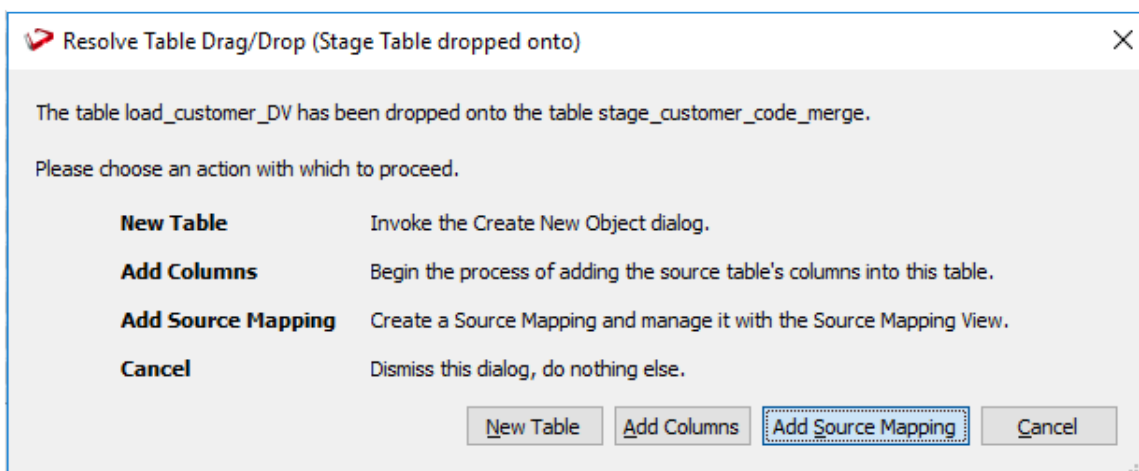 Resolve Table Drag/Drop (Stage Table dropped onto)
The table load_customer_DV has been dropped onto the table stage_customer_code_merge.
Please choose an action with which to proceed.
New Table Invoke the Create New Object dialog.
Add Columns Begin the process of adding the source table's columns into this table.
Add Source Mapping Create a Source Mapping and manage it with the Source Mapping View.
Cancel Dismiss this dialog, do nothing else.
New Table Add Columns Add Source Mapping Cancel